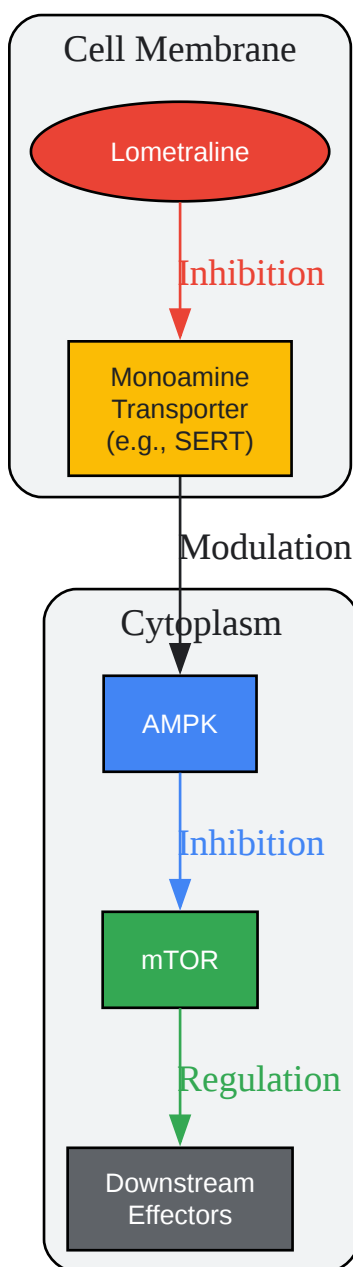 Cell Membrane
Lometraline
Inhibition
Monoamine
Transporter
(e.g., SERT)
Modulation
Cytoplasm
AMPK
Inhibition
mTOR
Regulation
Downstream
Effectors